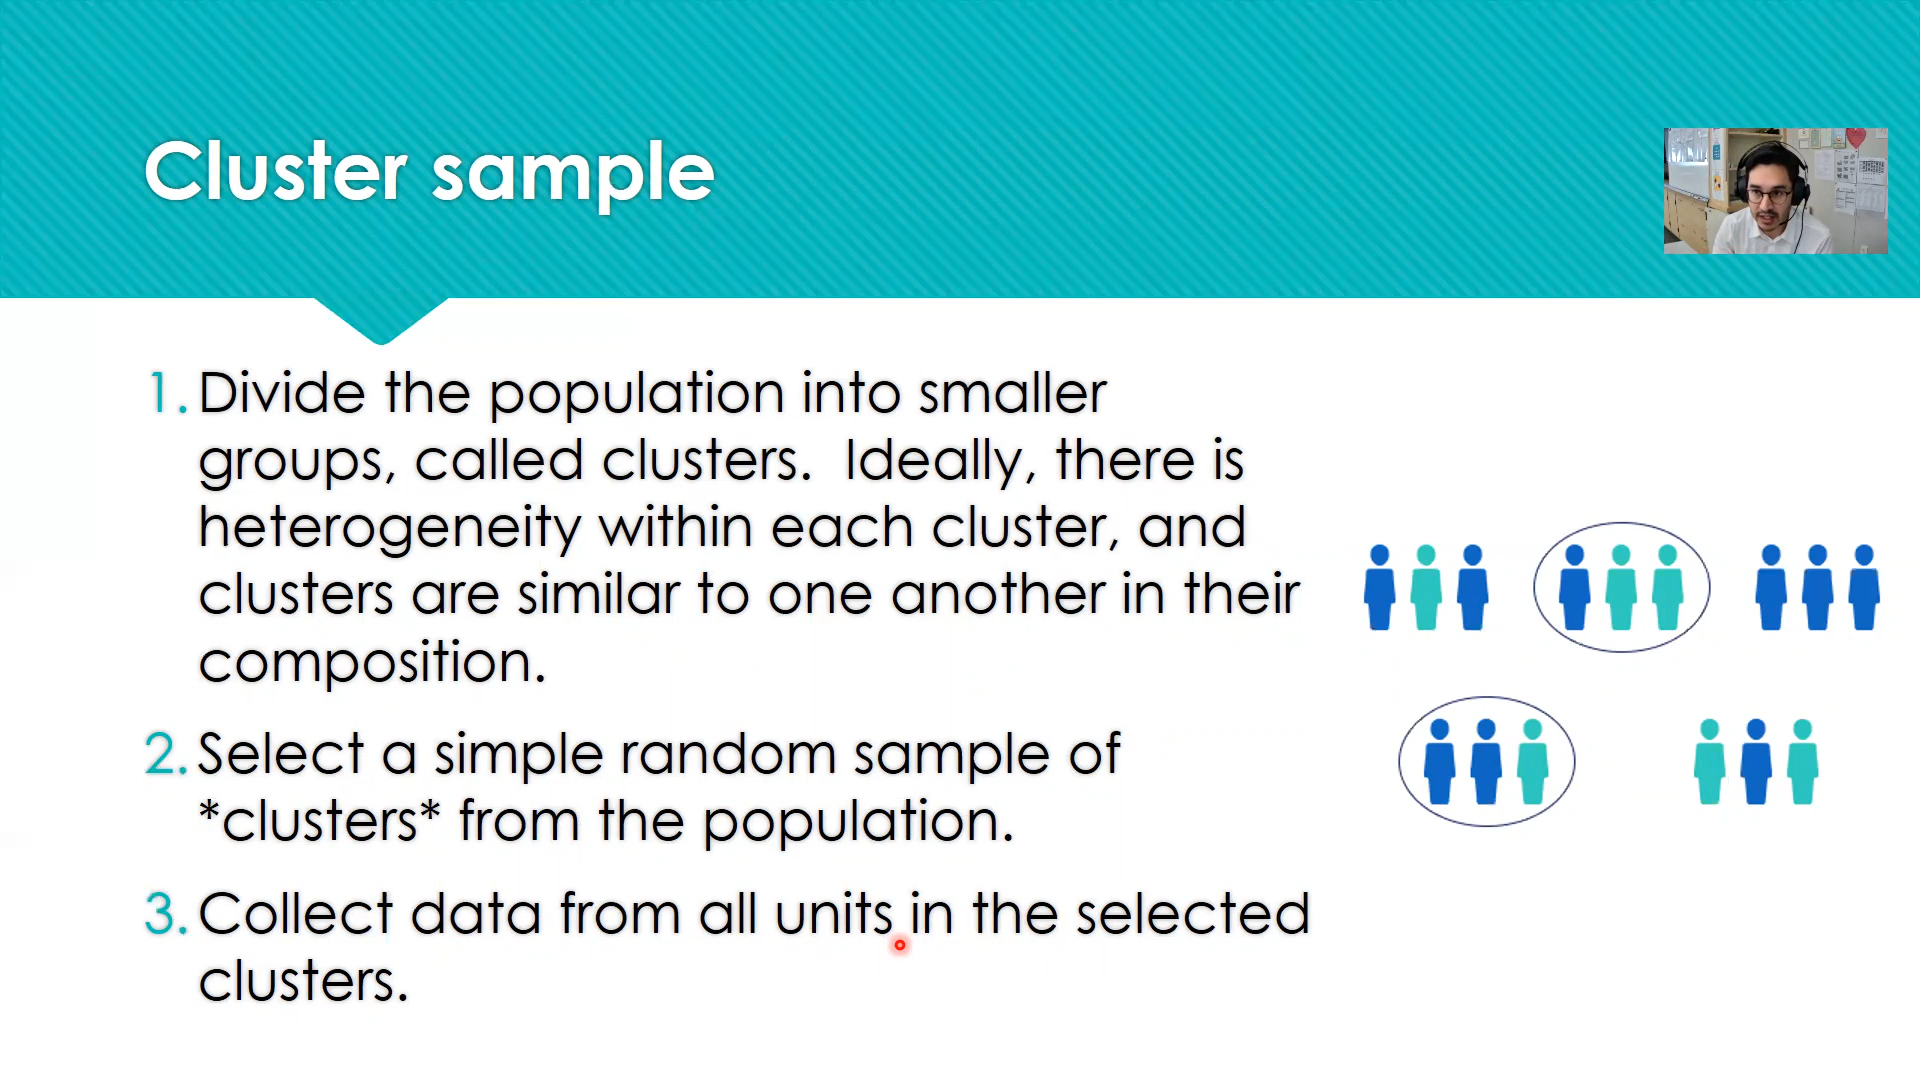 Cluster sample
1. Divide the population into smaller
groups, called clusters.  Ideally, there is
heterogeneity within each cluster, and
clusters are similar to one another in their
composition.
2. Select a simple random sample of
*clusters* from the population.
3. Collect data from all units in the selected
clusters.